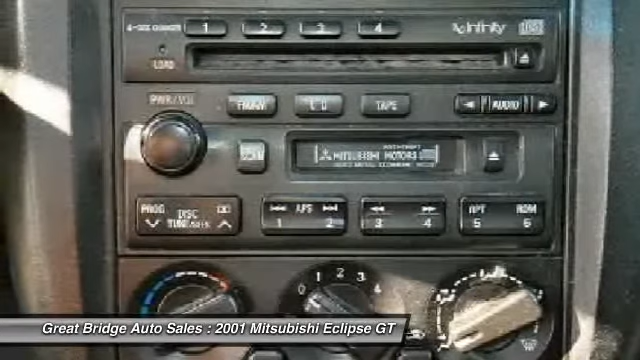 4-DISC CHANGER 1 2 3 4 Infinity
LOAD
PWR/VOL FM/AM CD TAPE AUDIO
SCAN MITSUBISHI MOTORS
PROG DISC APS RPT RDM
TUNE 1 2 3 4 5 6
0 1 2 3 4
Great Bridge Auto Sales : 2001 Mitsubishi Eclipse GT